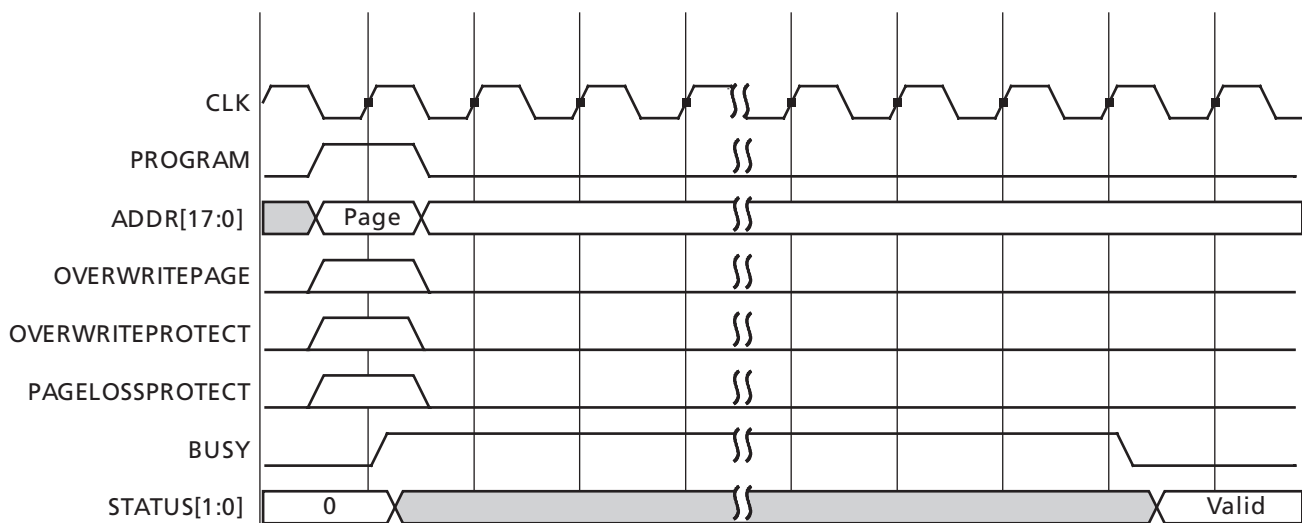 CLK
PROGRAM
ADDR[17:0] Page
OVERWRITEPAGE
OVERWRITEPROTECT
PAGELOSSPROTECT
BUSY
STATUS[1:0] 0 Valid